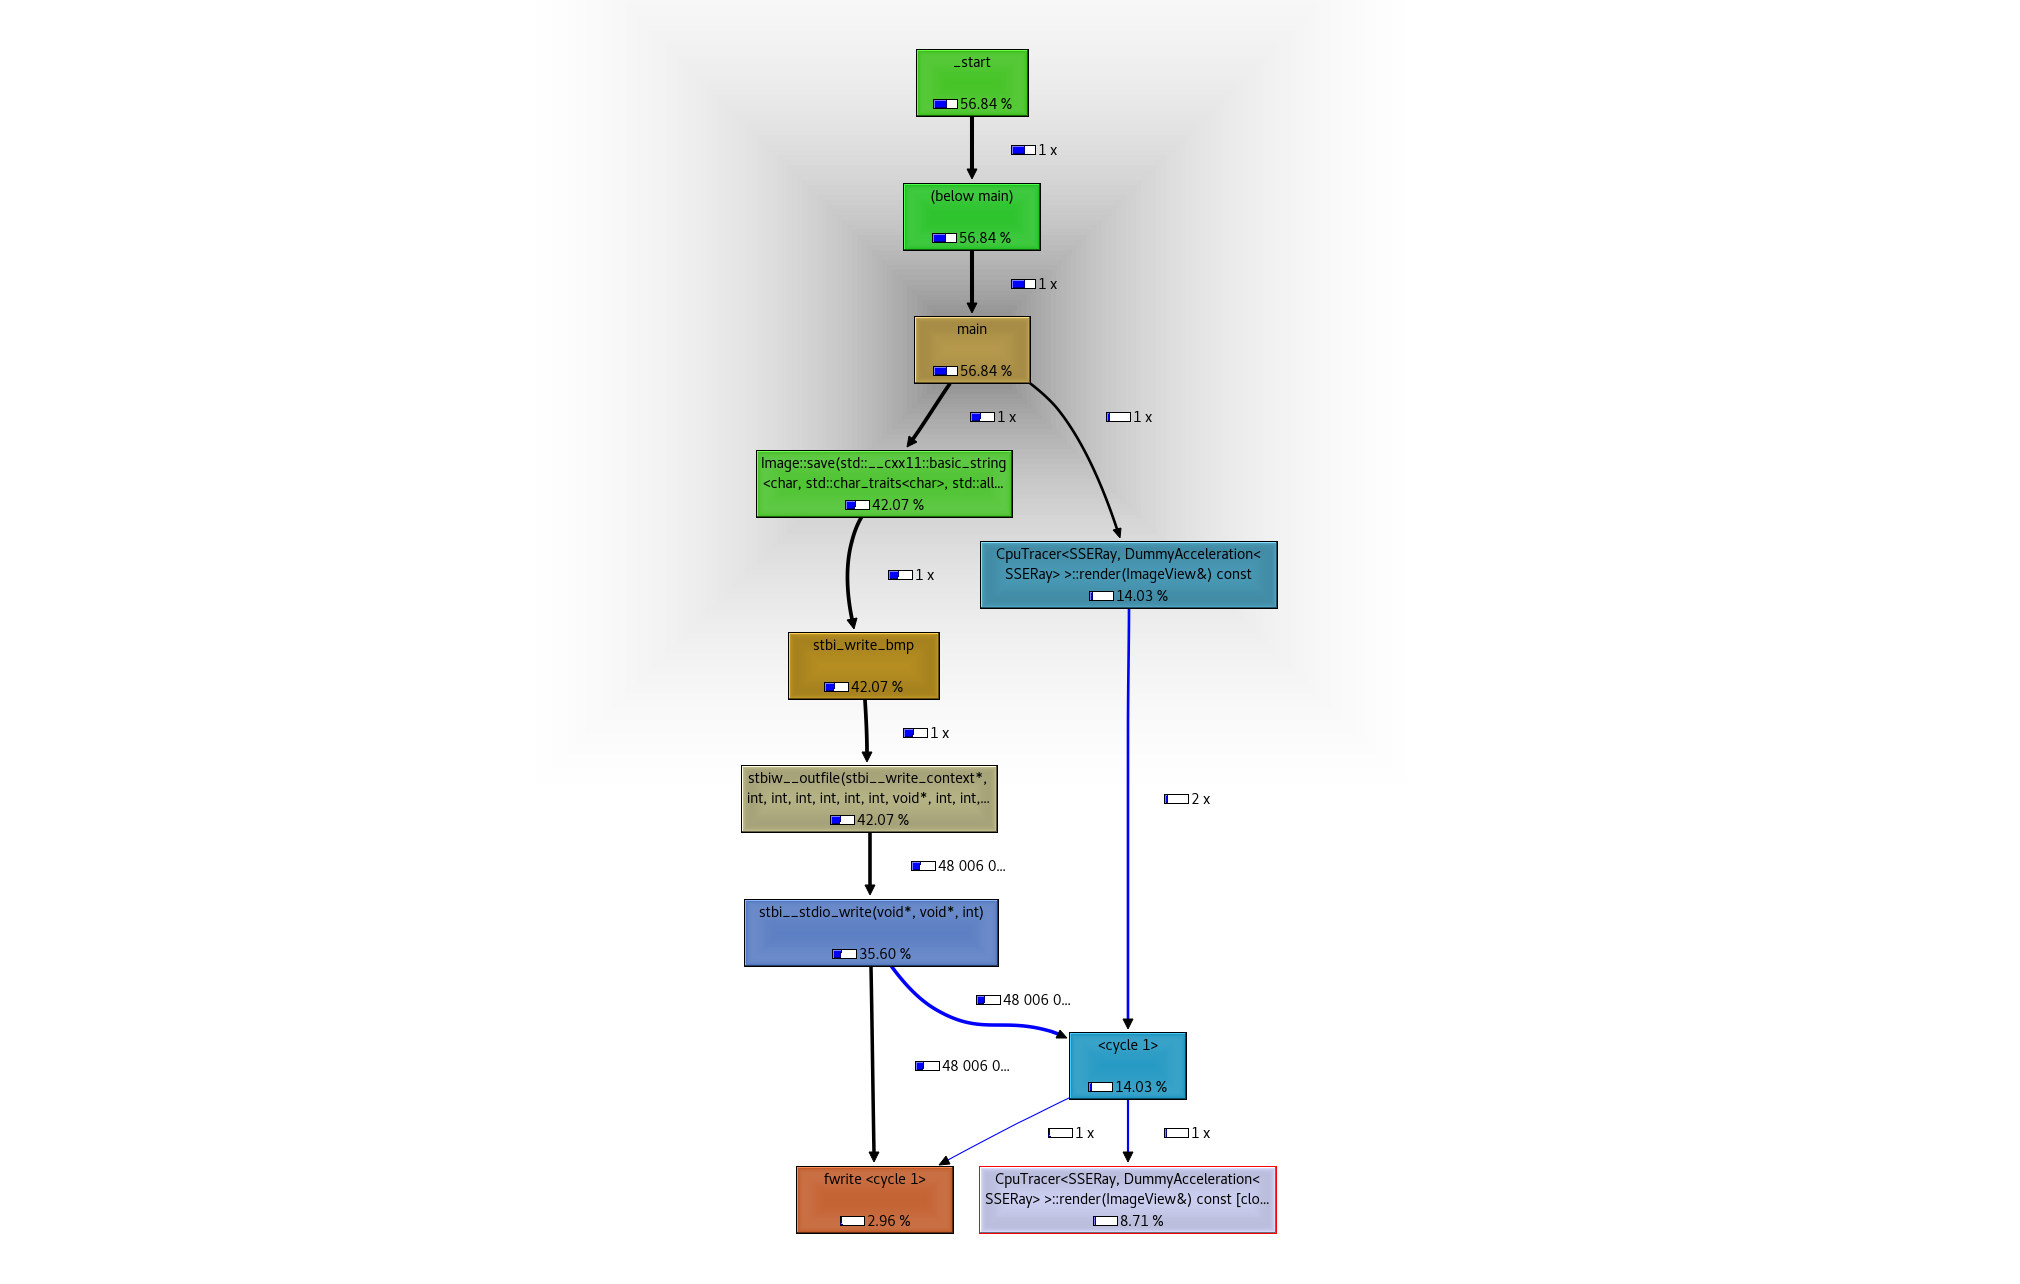 _start
56.84 %
1 x
(below main)
56.84 %
1 x
main
56.84 %
1 x
1 x
Image::save(std::__cxx11::basic_string
<char, std::char_traits<char>, std::all...
42.07 %
CpuTracer<SSERay, DummyAcceleration<
SSERay> >::render(ImageView&) const
14.03 %
1 x
stbi_write_bmp
42.07 %
1 x
stbiw__outfile(stbi__write_context*,
int, int, int, int, int, int, void*, int, int,...
42.07 %
2 x
48 006 0...
stbi__stdio_write(void*, void*, int)
35.60 %
48 006 0...
<cycle 1>
14.03 %
48 006 0...
1 x
1 x
fwrite <cycle 1>
2.96 %
CpuTracer<SSERay, DummyAcceleration<
SSERay> >::render(ImageView&) const [clo...
8.71 %